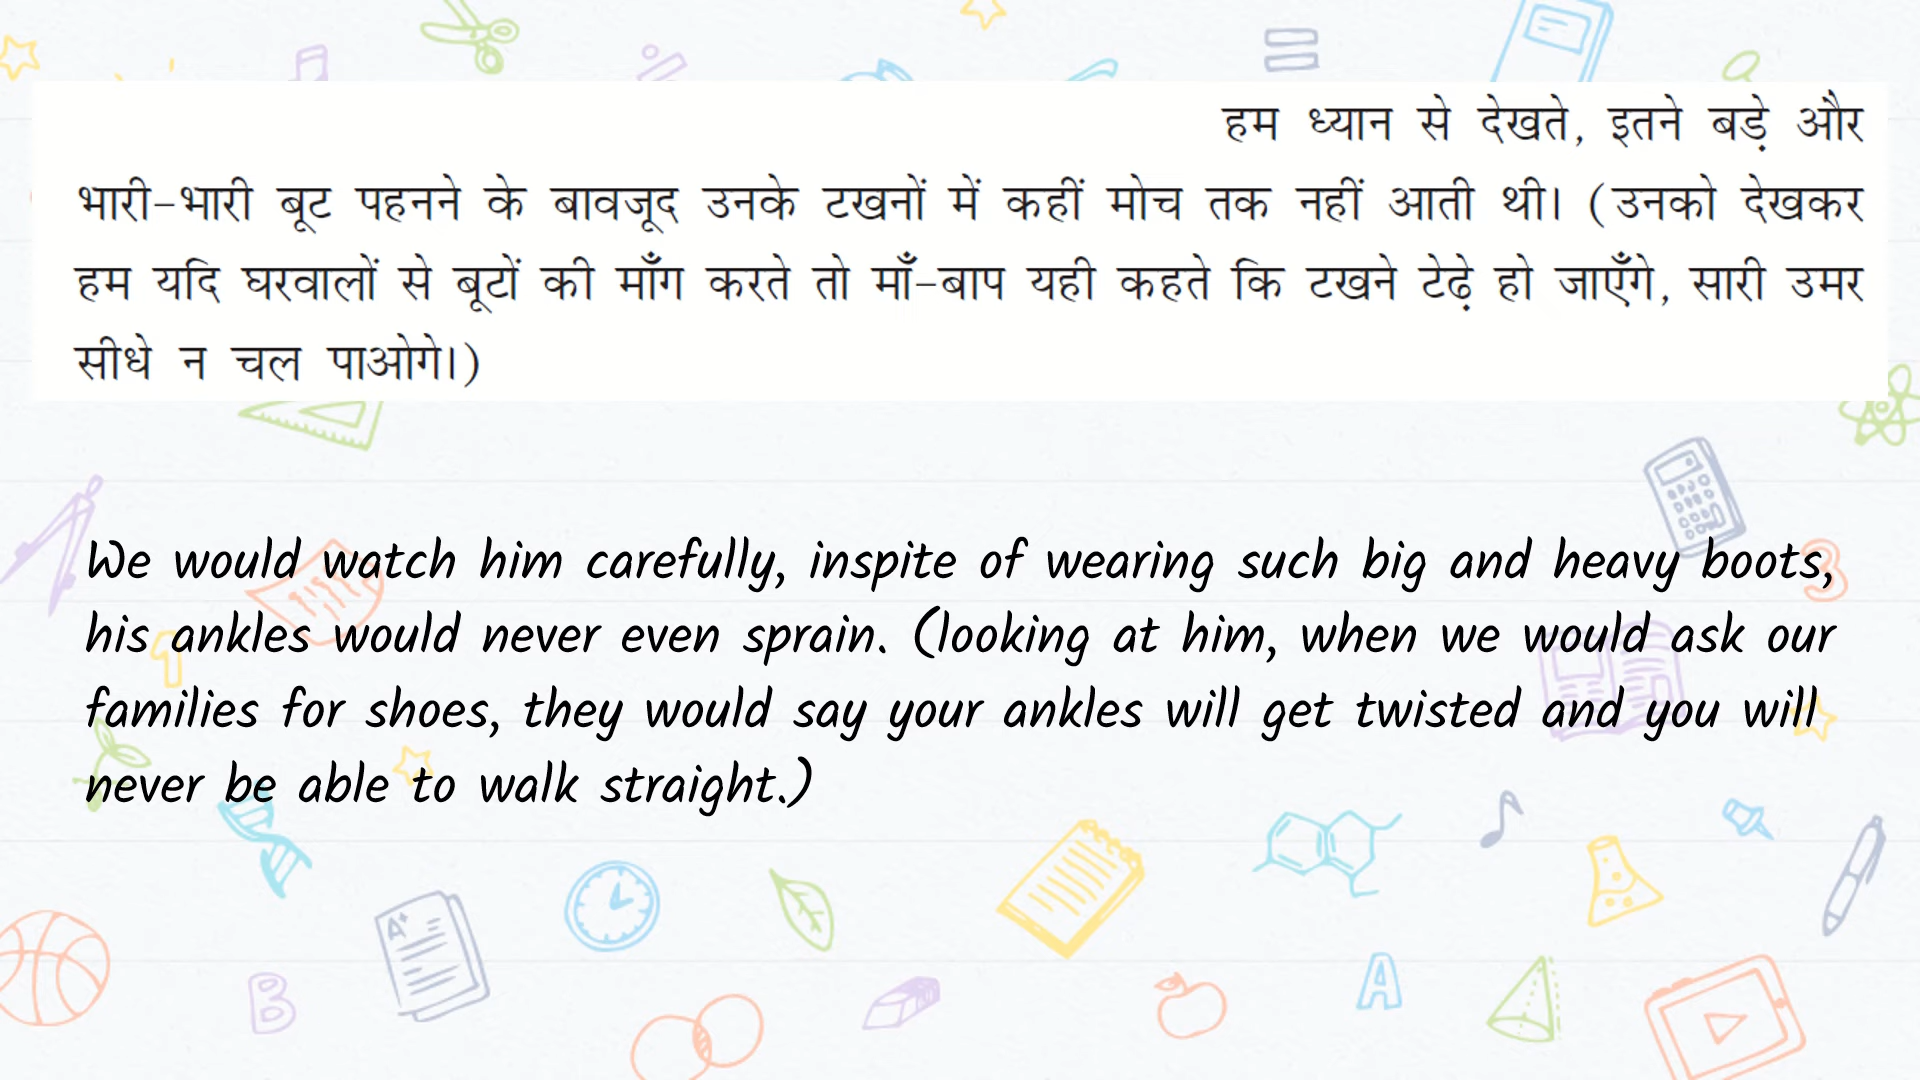 हम ध्यान से देखते, इतने बड़े और
भारी-भारी बूट पहनने के बावजूद उनके टखनों में कहीं मोच तक नहीं आती थी। (उनको देखकर
हम यदि घरवालों से बूटों की माँग करते तो माँ-बाप यही कहते कि टखने टेढ़े हो जाएँगे, सारी उमर
सीधे न चल पाओगे।)
We would watch him carefully, inspite of wearing such big and heavy boots,
his ankles would never even sprain. (looking at him, when we would ask our
families for shoes, they would say your ankles will get twisted and you will
never be able to walk straight.)